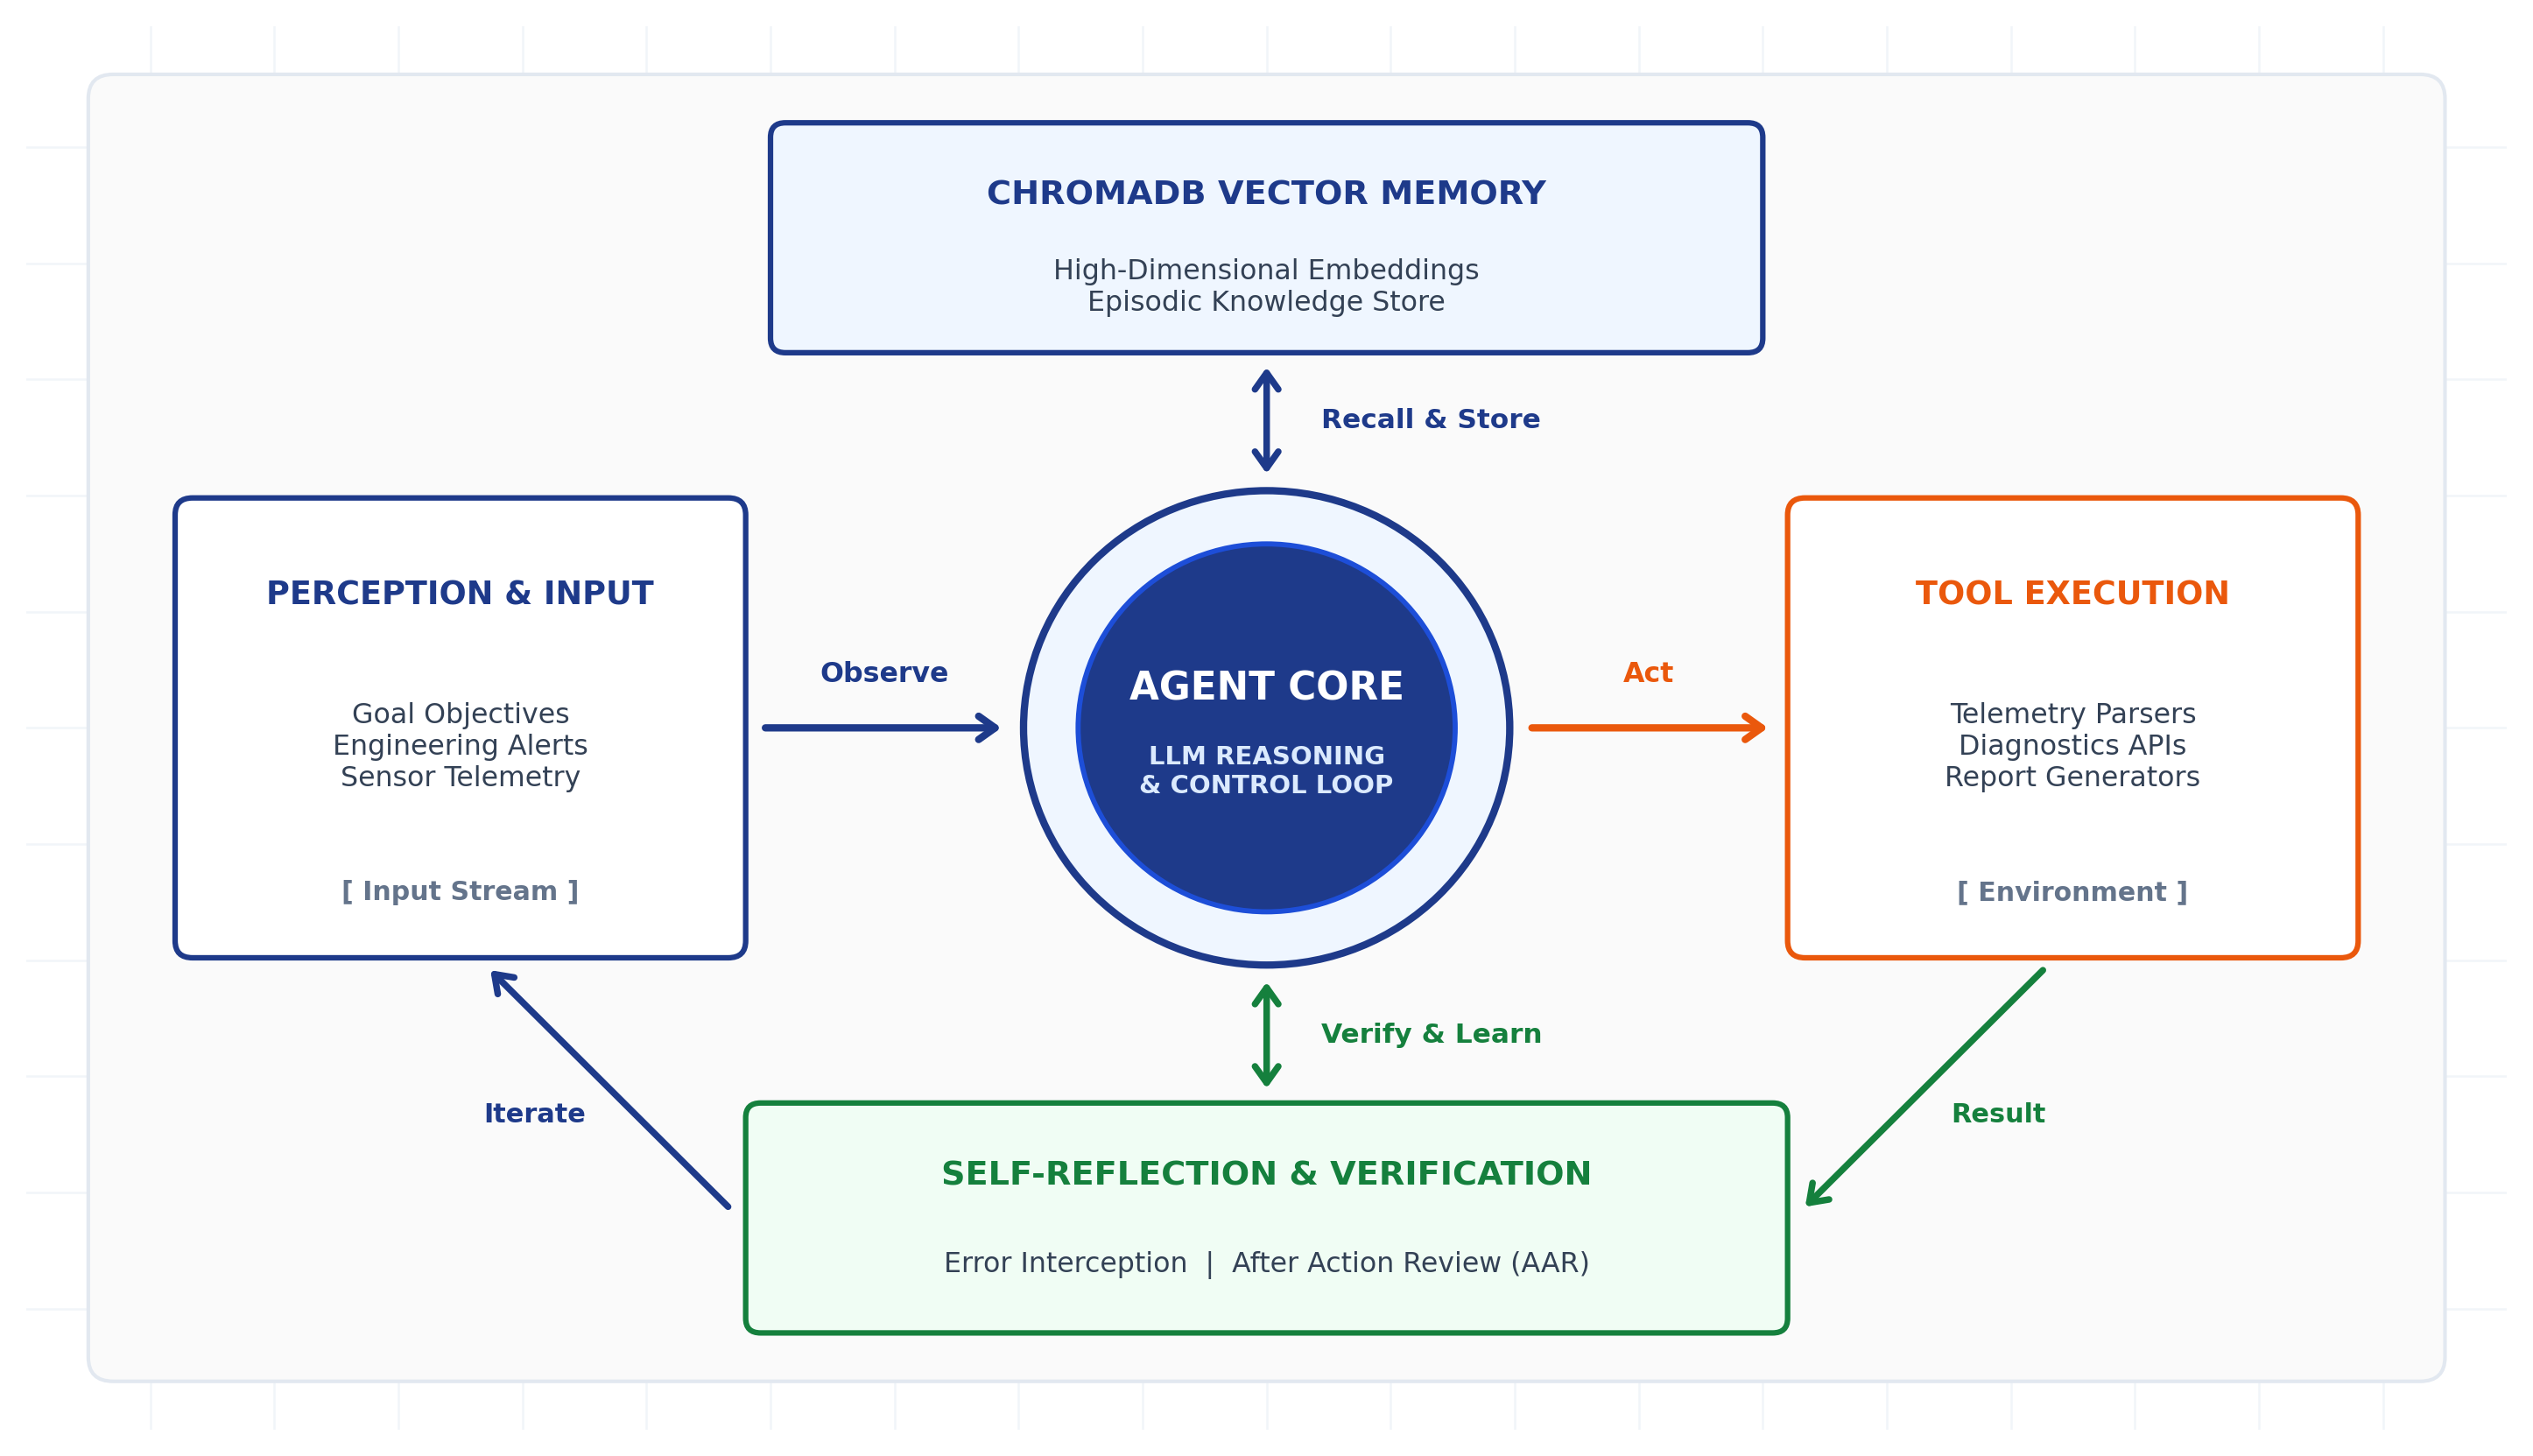 CHROMADB VECTOR MEMORY
High-Dimensional Embeddings
Episodic Knowledge Store
Recall & Store
PERCEPTION & INPUT
Goal Objectives
Engineering Alerts
Sensor Telemetry
[ Input Stream ]
Observe
AGENT CORE
LLM REASONING
& CONTROL LOOP
Act
TOOL EXECUTION
Telemetry Parsers
Diagnostics APIs
Report Generators
[ Environment ]
Verify & Learn
Iterate
Result
SELF-REFLECTION & VERIFICATION
Error Interception | After Action Review (AAR)